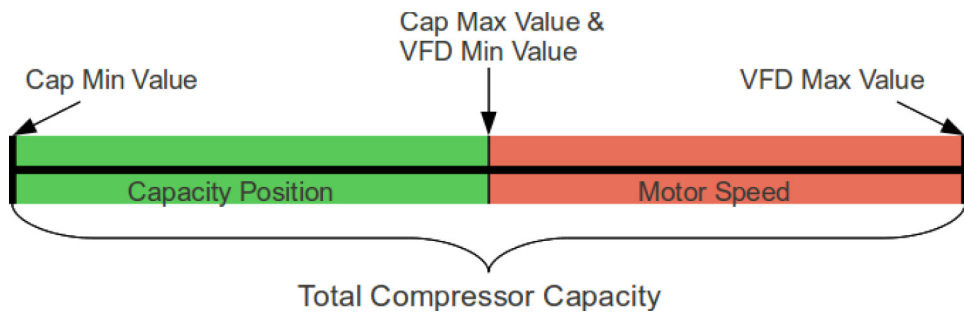 Cap Max Value &
VFD Min Value
Cap Min Value
VFD Max Value
Capacity Position
Motor Speed
Total Compressor Capacity